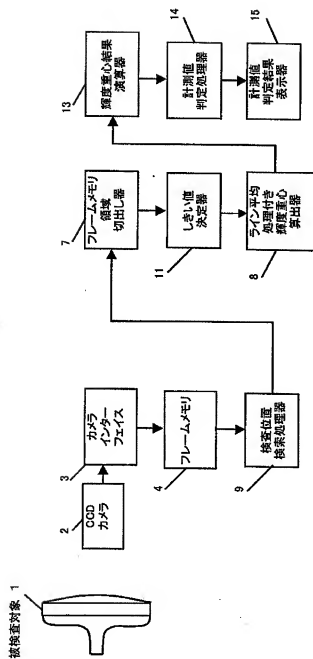 被検査対象 1
2
CCD
カメラ
3
カメラ
インター
フェイス
4
フレームメモリ
9
検査位置
検索処理器
7
フレームメモリ
領域
切出し器
11
しきい値
決定器
8
ライン平均
処理付き
輝度重心
算出器
13
輝度重心結果
演算器
14
計測値
判定処理器
15
計測値
判定結果
表示器